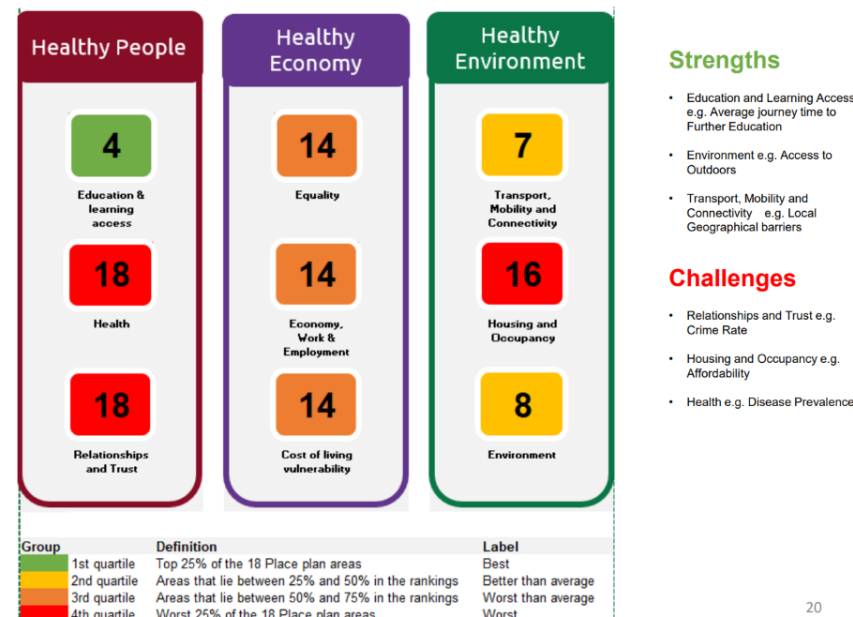 Healthy People
4
Education &
learning
access
18
Health
18
Relationships
and Trust
Healthy
Economy
14
Equality
14
Economy,
Work &
Employment
14
Cost of living
vulnerability
Healthy
Environment
7
Transport,
Mobility and
Connectivity
16
Housing and
Occupancy
8
Environment
Strengths
• Education and Learning Access
e.g. Average journey time to
Further Education
• Environment e.g. Access to
Outdoors
• Transport, Mobility and
Connectivity e.g. Local
Geographical barriers
Challenges
• Relationships and Trust e.g.
Crime Rate
• Housing and Occupancy e.g.
Affordability
• Health e.g. Disease Prevalence
Group Definition Label
1st quartile Top 25% of the 18 Place plan areas Best
2nd quartile Areas that lie between 25% and 50% in the rankings Better than average
3rd quartile Areas that lie between 50% and 75% in the rankings Worst than average
4th quartile Worst 25% of the 18 Place plan areas Worst
20